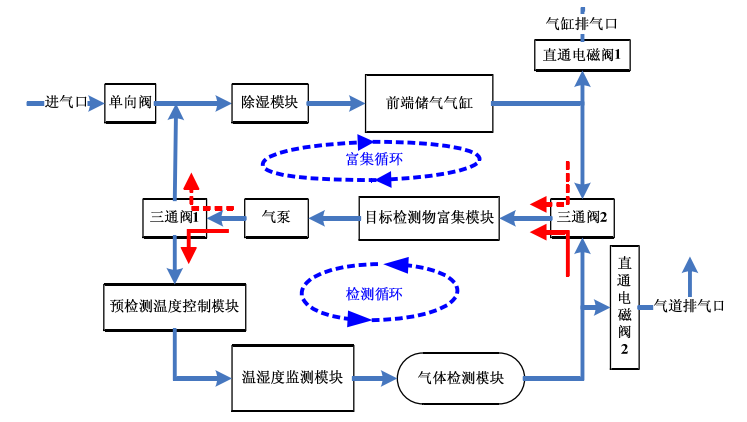 气缸排气口
直通电磁阀1
进气口
单向阀
除湿模块
前端储气气缸
富集循环
三通阀1
气泵
目标检测物富集模块
三通阀2
直通电磁阀2
气道排气口
预检测温度控制模块
检测循环
温湿度监测模块
气体检测模块